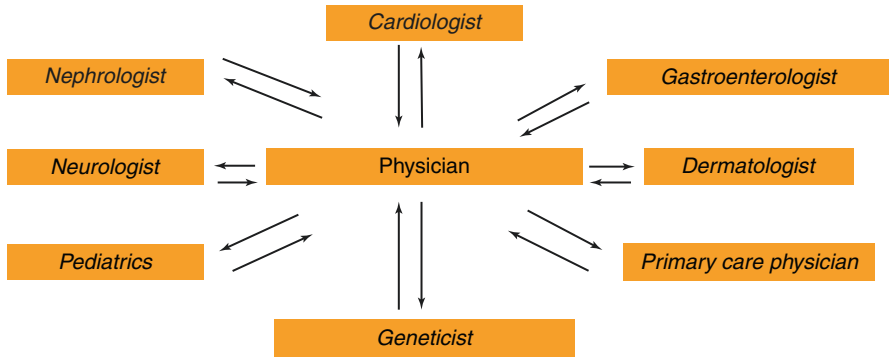 Cardiologist
Nephrologist
Gastroenterologist
Neurologist
Physician
Dermatologist
Pediatrics
Primary care physician
Geneticist